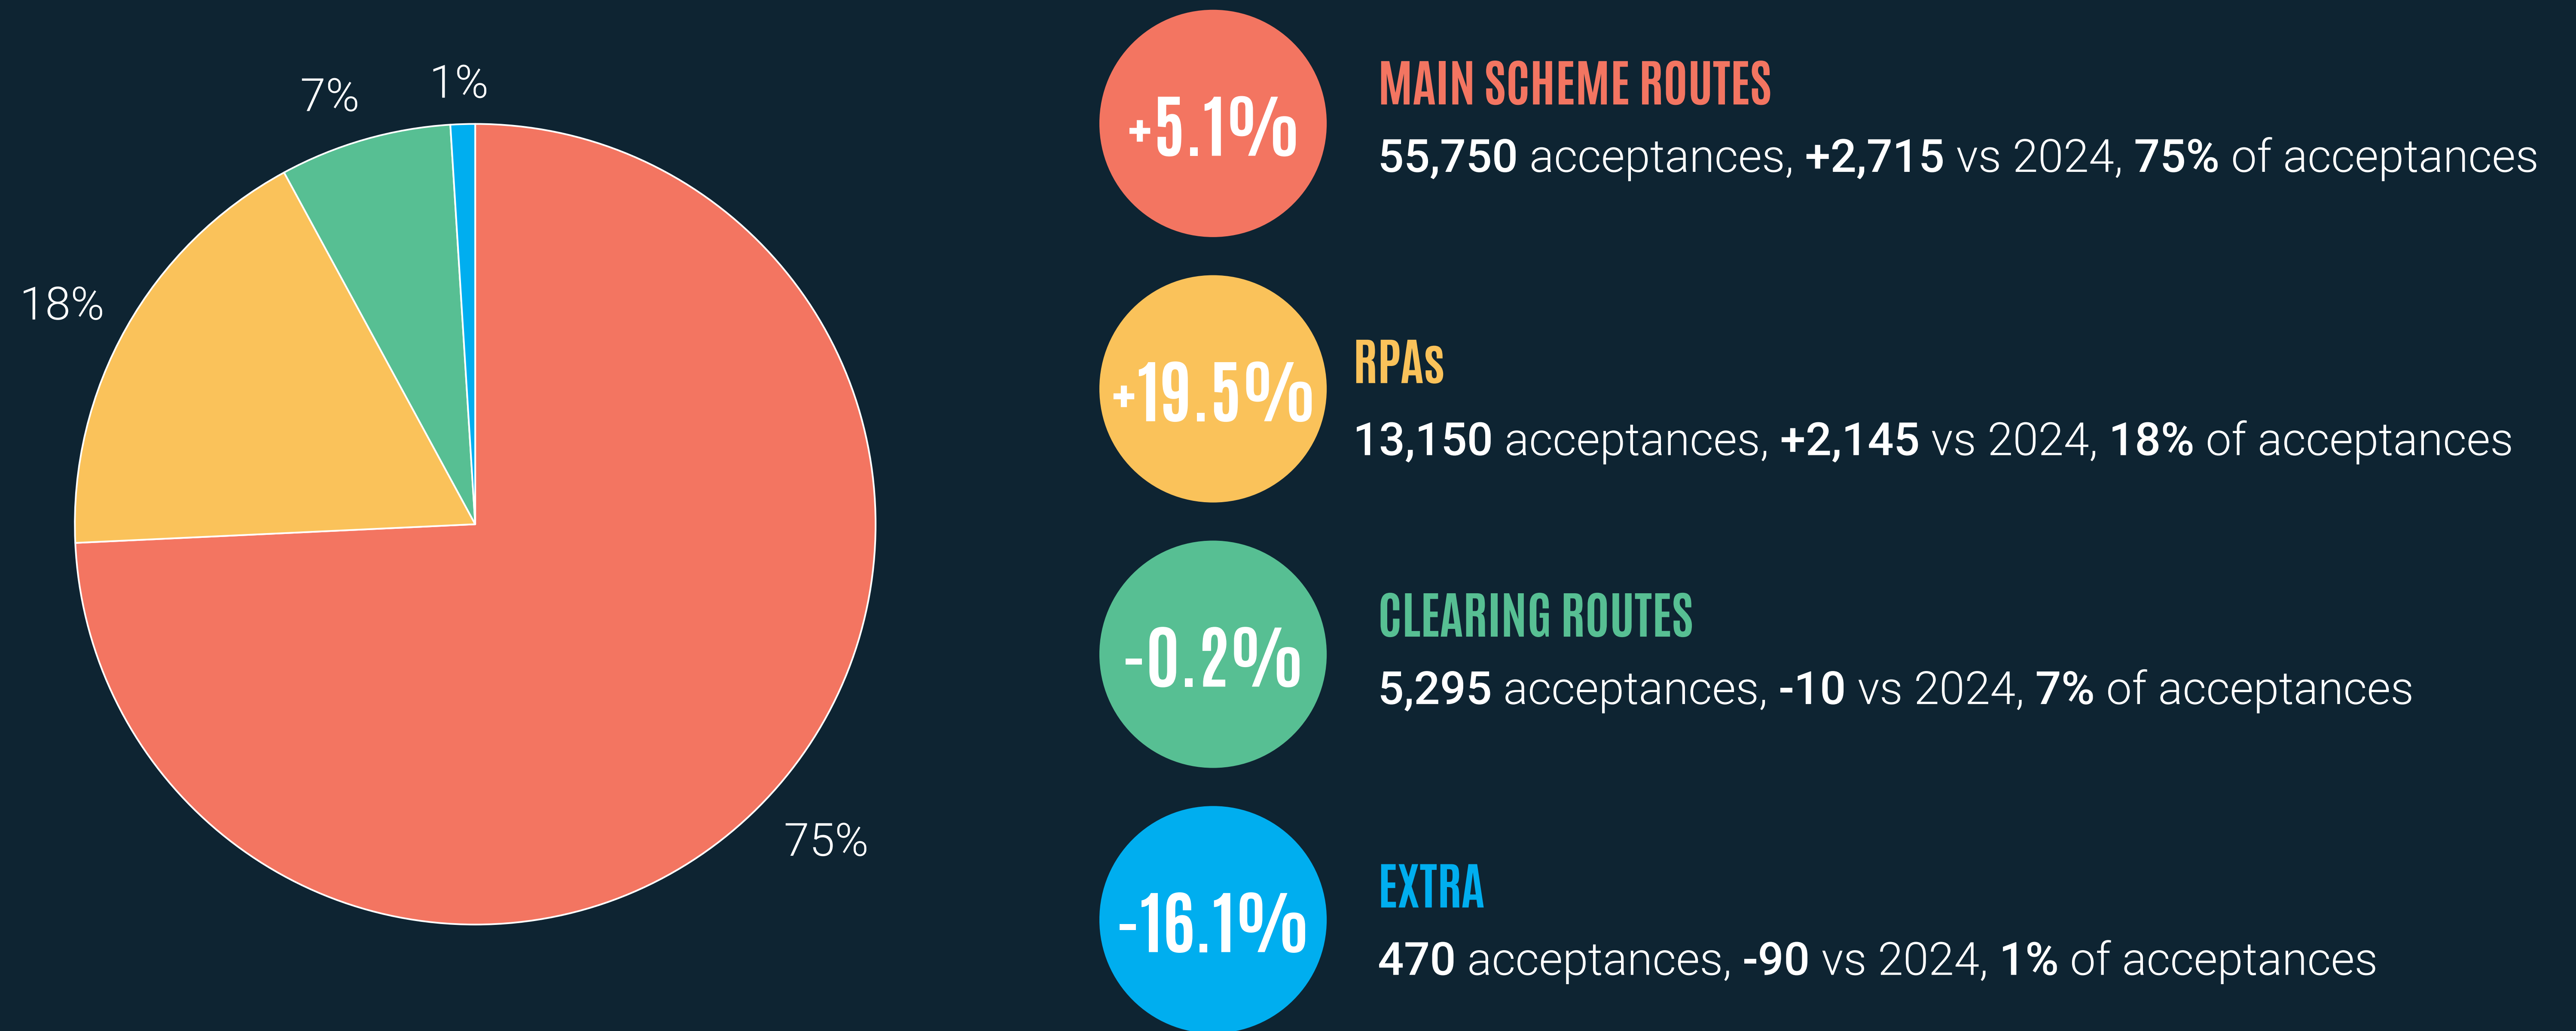 7%
1%
18%
75%
+5.1%
MAIN SCHEME ROUTES
55,750 acceptances, +2,715 vs 2024, 75% of acceptances
+19.5%
RPAs
13,150 acceptances, +2,145 vs 2024, 18% of acceptances
-0.2%
CLEARING ROUTES
5,295 acceptances, -10 vs 2024, 7% of acceptances
-16.1%
EXTRA
470 acceptances, -90 vs 2024, 1% of acceptances